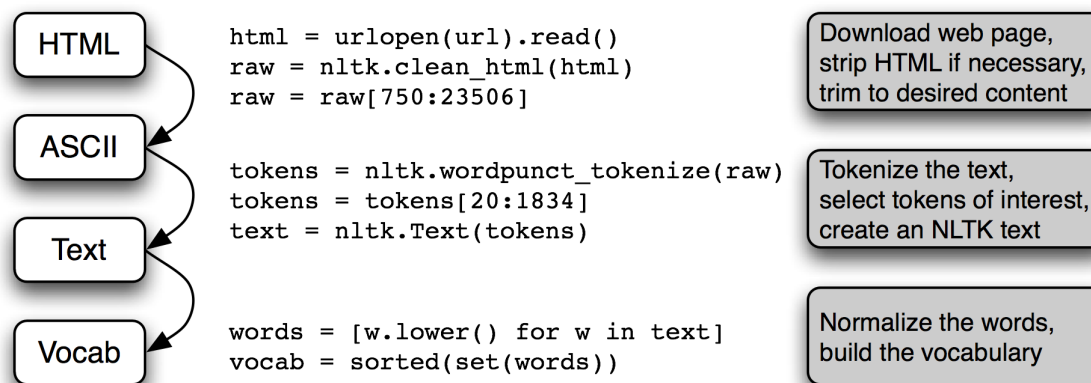 HTML
html = urlopen(url).read()
raw = nltk.clean_html(html)
raw = raw[750:23506]
Download web page,
strip HTML if necessary,
trim to desired content
ASCII
tokens = nltk.wordpunct_tokenize(raw)
tokens = tokens[20:1834]
text = nltk.Text(tokens)
Tokenize the text,
select tokens of interest,
create an NLTK text
Text
Vocab
words = [w.lower() for w in text]
vocab = sorted(set(words))
Normalize the words,
build the vocabulary